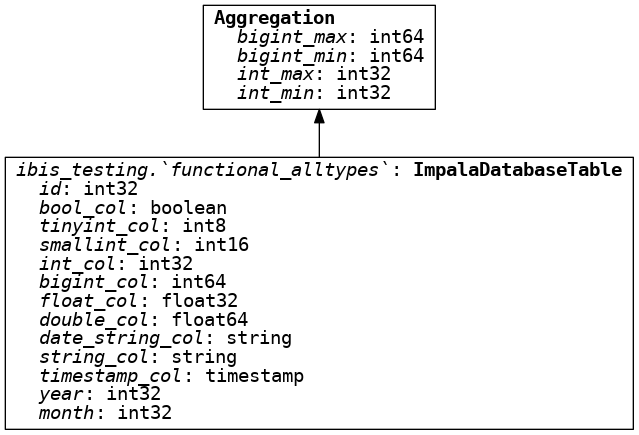 Aggregation
bigint_max: int64
bigint_min: int64
int_max: int32
int_min: int32
ibis_testing.`functional_alltypes`: ImpalaDatabaseTable
id: int32
bool_col: boolean
tinyint_col: int8
smallint_col: int16
int_col: int32
bigint_col: int64
float_col: float32
double_col: float64
date_string_col: string
string_col: string
timestamp_col: timestamp
year: int32
month: int32